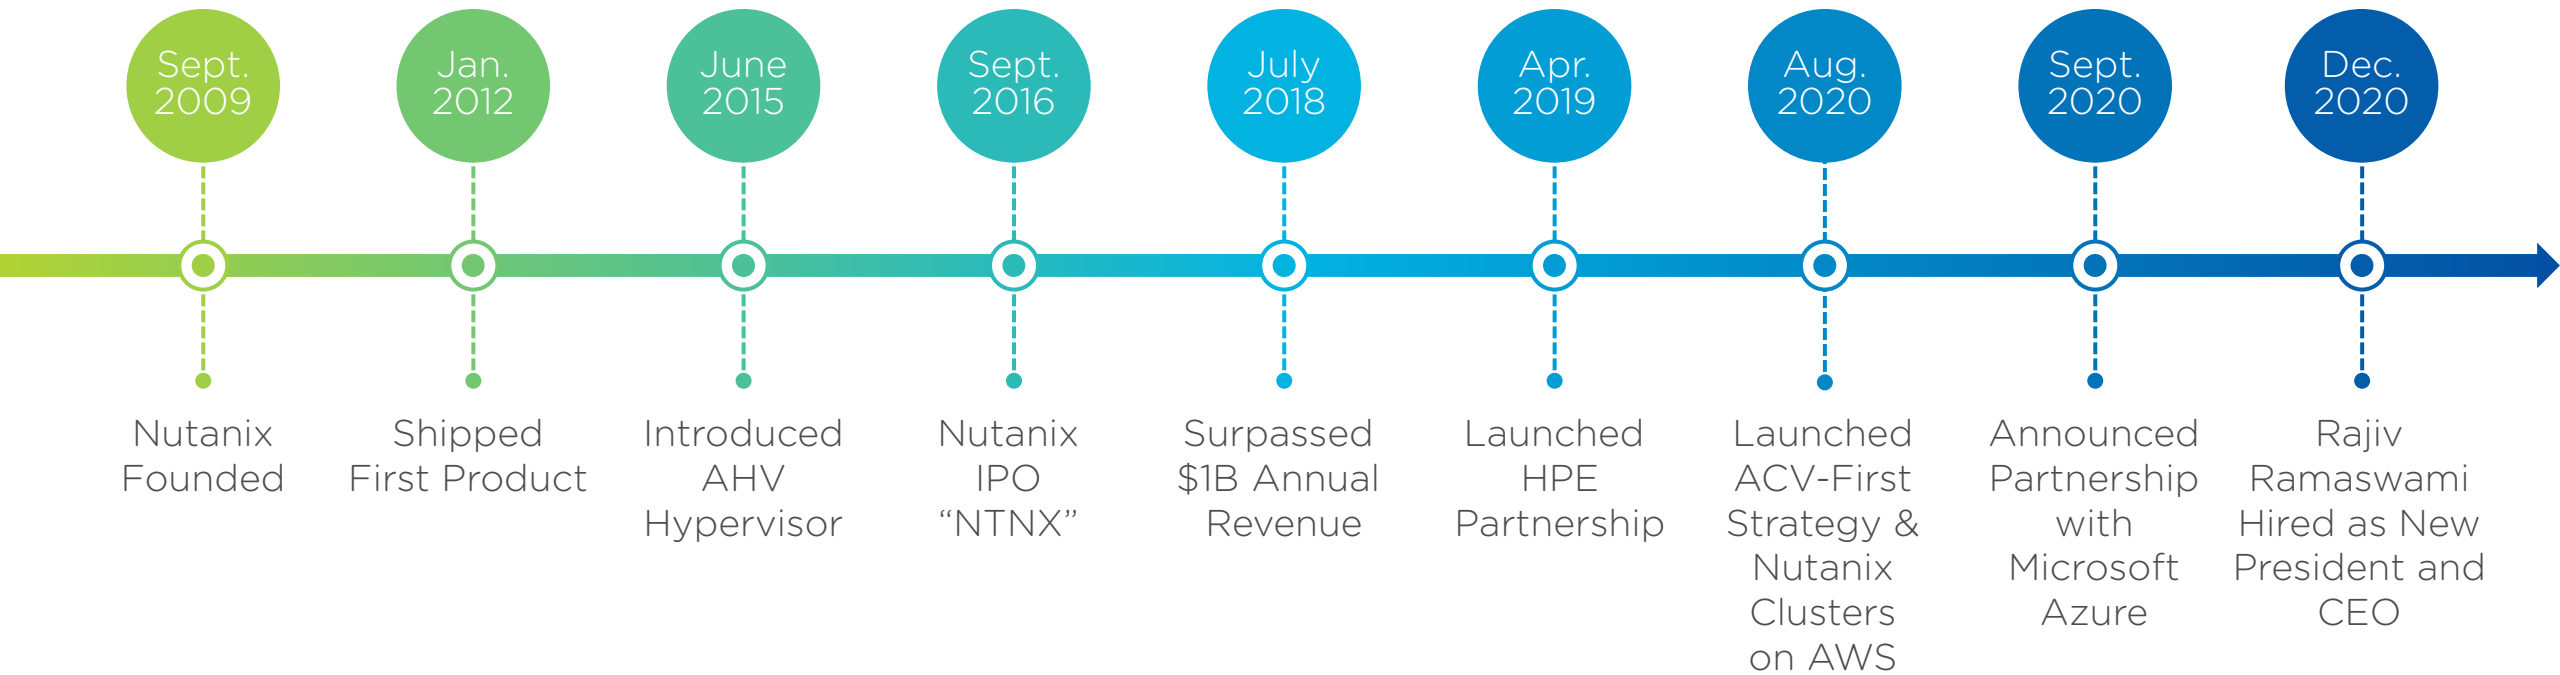 Sept.
2009
Jan.
2012
June
2015
Sept.
2016
July
2018
Apr.
2019
Aug.
2020
Sept.
2020
Dec.
2020
Nutanix
Founded
Shipped
First Product
Introduced
AHV
Hypervisor
Nutanix
IPO
“NTNX”
Surpassed
$1B Annual
Revenue
Launched
HPE
Partnership
Launched
ACV-First
Strategy &
Nutanix
Clusters
on AWS
Announced
Partnership
with
Microsoft
Azure
Rajiv
Ramaswami
Hired as New
President and
CEO